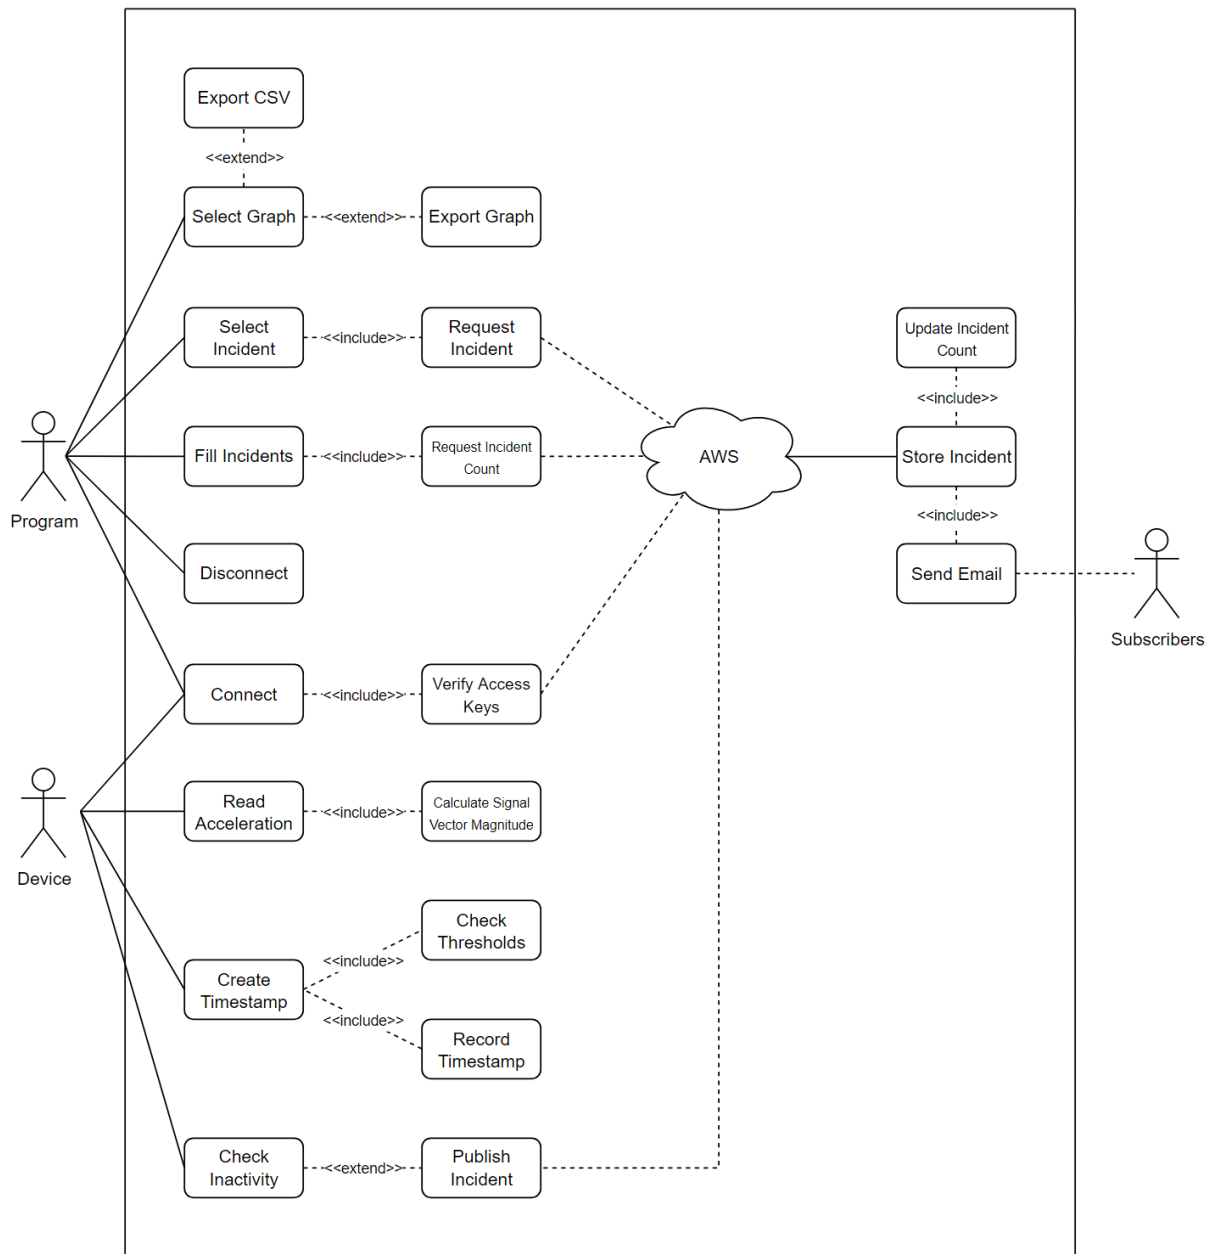 Export CSV
<<extend>>
Select Graph
<<extend>>
Export Graph
Select
Incident
<<include>>
Request
Incident
Update Incident
Count
<<include>>
Program
Fill Incidents
<<include>>
Request Incident
Count
AWS
Store Incident
<<include>>
Disconnect
Send Email
Subscribers
Connect
<<include>>
Verify Access
Keys
Device
Read
Acceleration
<<include>>
Calculate Signal
Vector Magnitude
Create
Timestamp
<<include>>
Check
Thresholds
<<include>>
Record
Timestamp
Check
Inactivity
<<extend>>
Publish
Incident